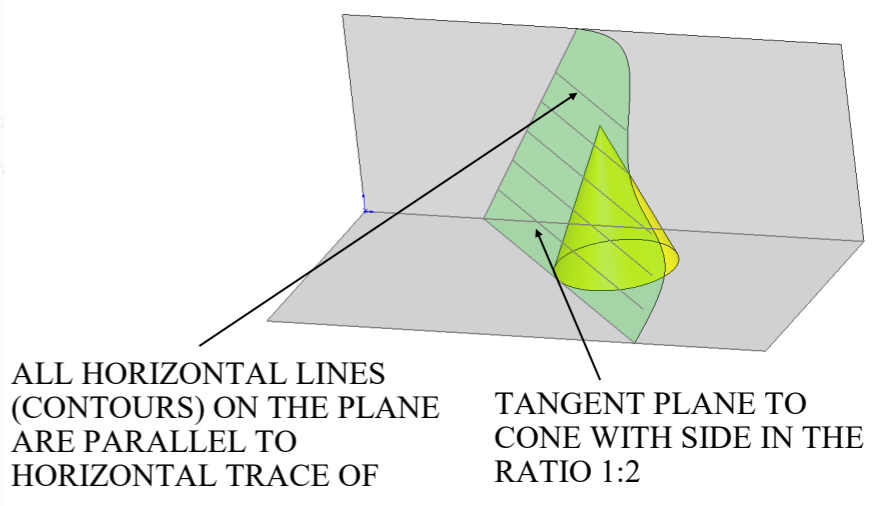 ALL HORIZONTAL LINES
(CONTOURS) ON THE PLANE
ARE PARALLEL TO
HORIZONTAL TRACE OF
TANGENT PLANE TO
CONE WITH SIDE IN THE
RATIO 1:2